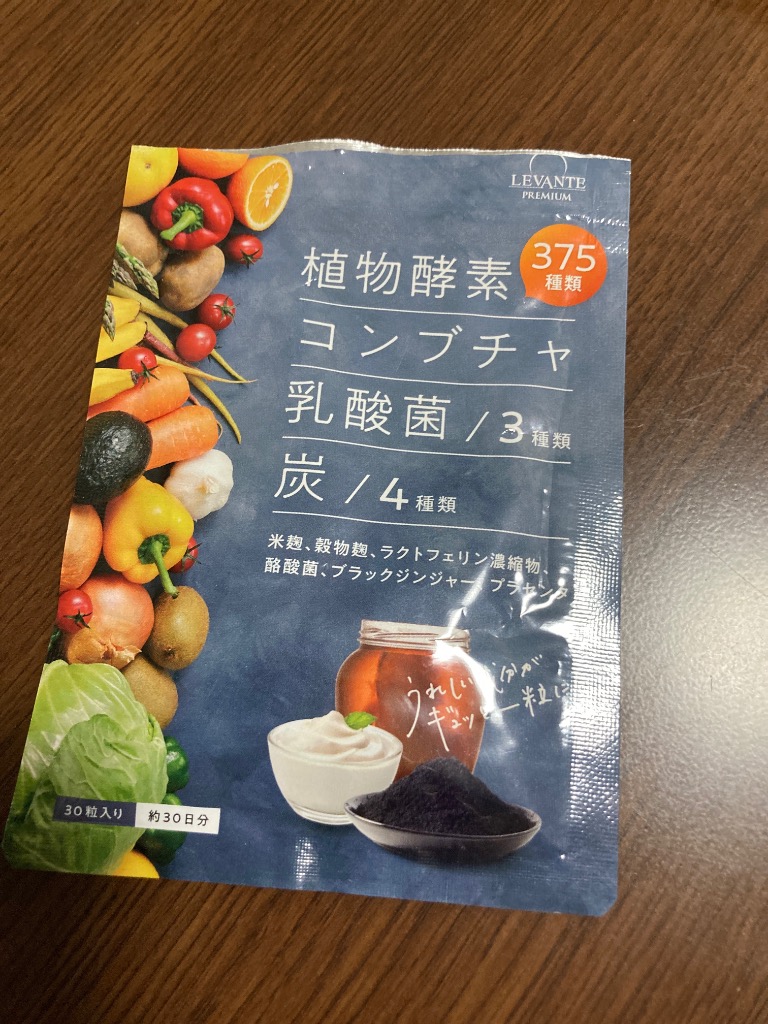 LEVANTE
PREMIUM
植物酵素
375
種類
コンブチャ
乳酸菌/3種類
炭/4種類
米麹、穀物麹、ラクトフェリン濃縮物、
酪酸菌、ブラックジンジャー、プラセンタ
うれしい 分が
ギュッと一粒に
30粒入り 約30日分